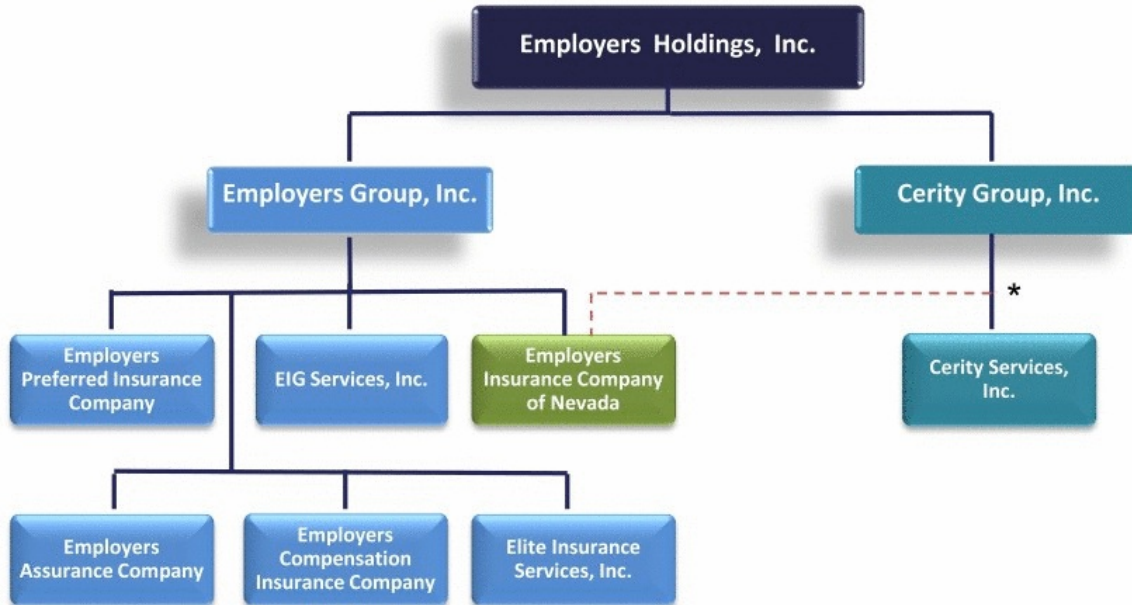 Employers Holdings, Inc.
Employers Group, Inc.
Cerity Group, Inc.
*
Employers
Preferred Insurance
Company
EIG Services, Inc.
Employers
Insurance Company
of Nevada
Cerity Services,
Inc.
Employers
Assurance Company
Employers
Compensation
Insurance Company
Elite Insurance
Services, Inc.